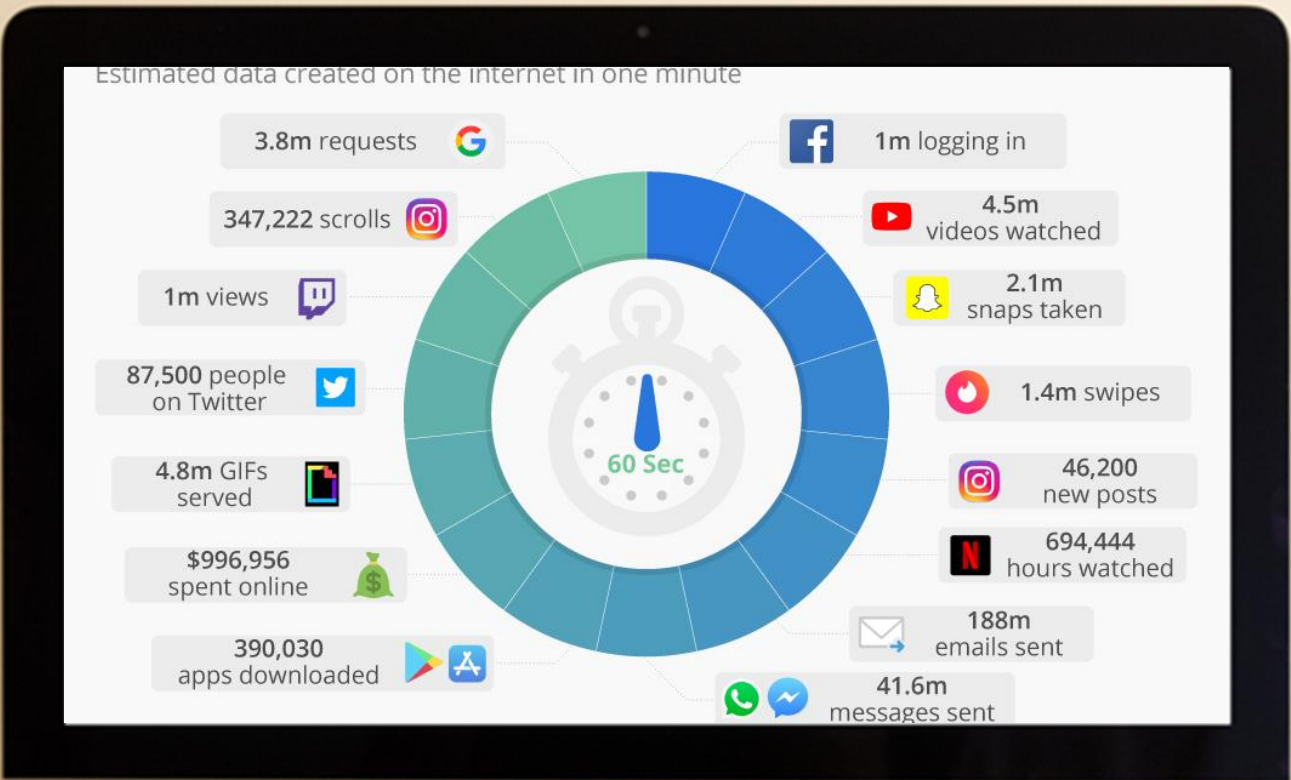 Estimated data created on the internet in one minute
3.8m requests
1m logging in
347,222 scrolls
4.5m
videos watched
1m views
2.1m
snaps taken
87,500 people
on Twitter
1.4m swipes
4.8m GIFs
served
46,200
new posts
$996,956
spent online
694,444
hours watched
390,030
apps downloaded
188m
emails sent
41.6m
messages sent
60 Sec